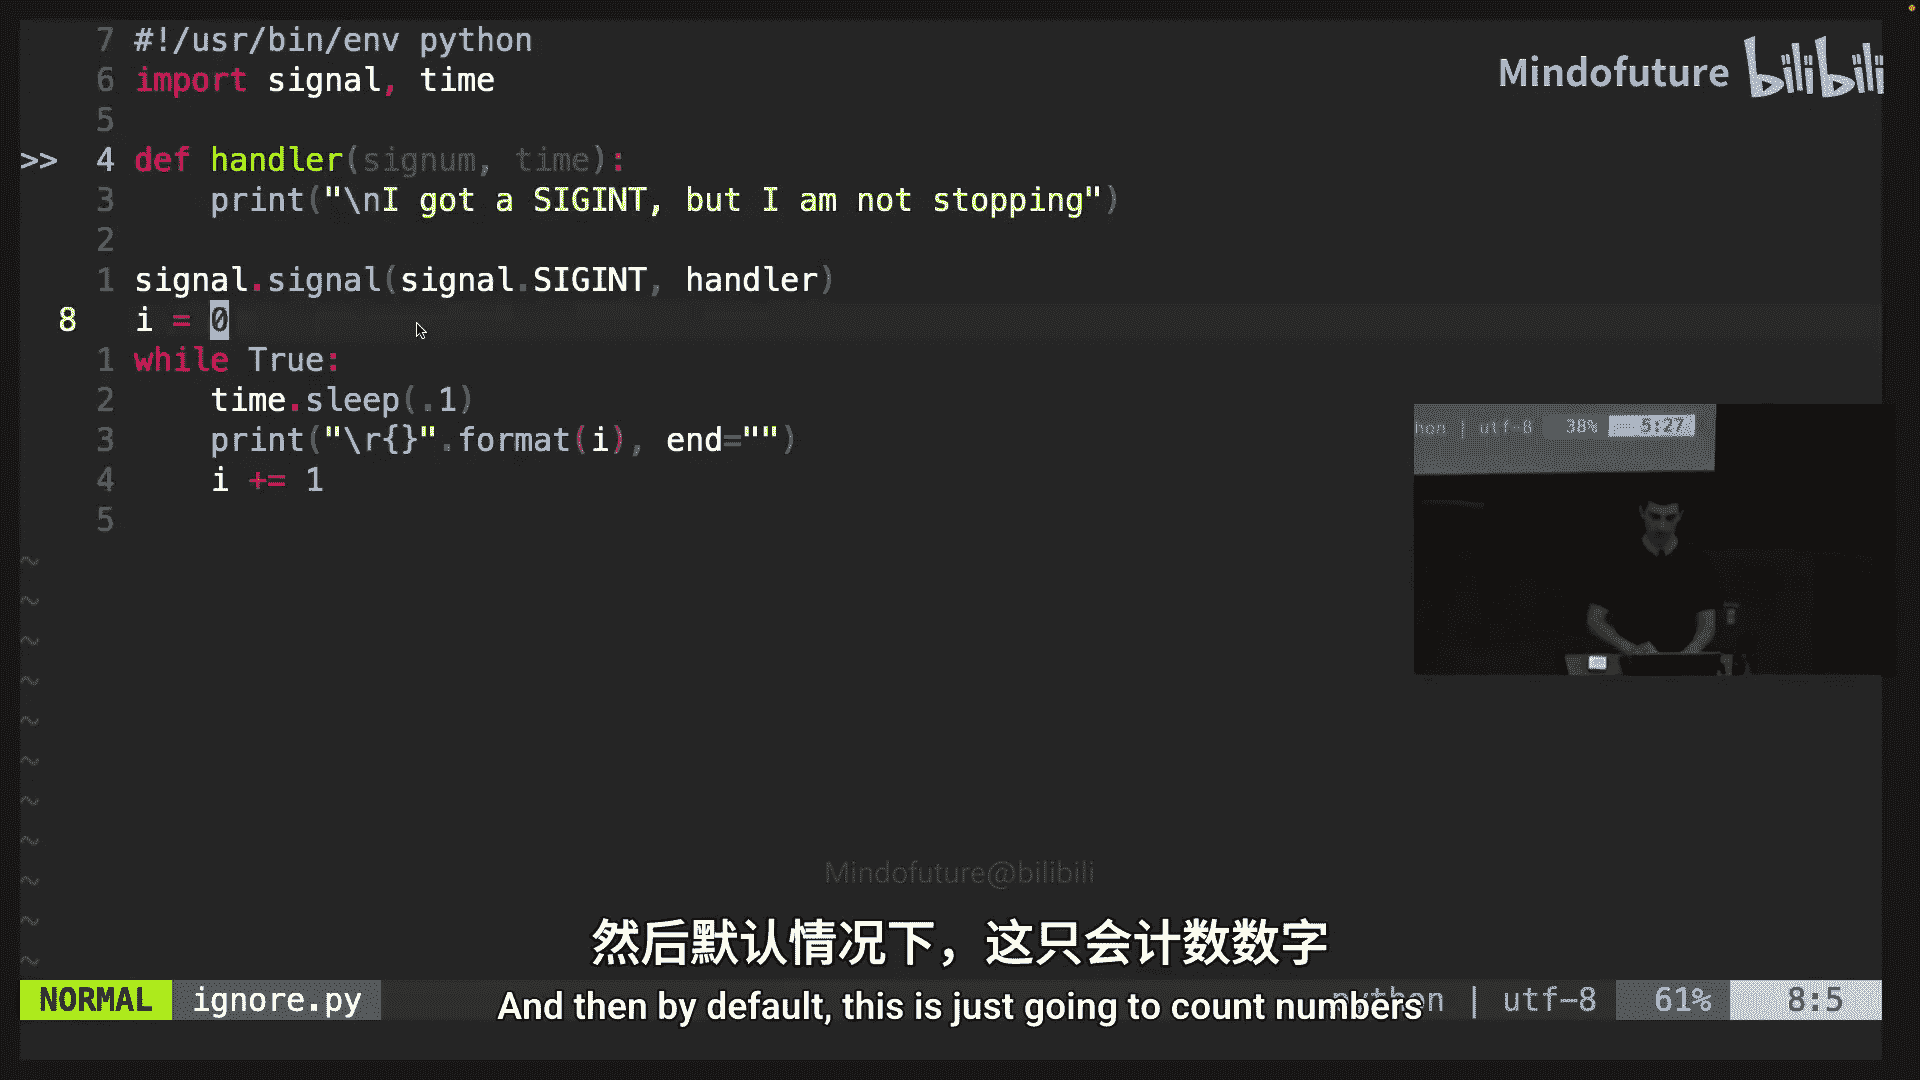 7 #!/usr/bin/env python
6 import signal, time
5
>> 4 def handler(signum, time):
3     print("\nI got a SIGINT, but I am not stopping")
2
1 signal.signal(signal.SIGINT, handler)
8 i = 0
1 while True:
2     time.sleep(.1)
3     print("\r{}".format(i), end="")
4     i += 1
5
~
~
~
~
~
~
~
~
~
~
~
Mindofuture bilibili
hon | utf-8 38% 5:27
Mindofuture@bilibili
然后默认情况下，这只会计数数字
And then by default, this is just going to count numbers
NORMAL ignore.py python | utf-8 61% 8:5